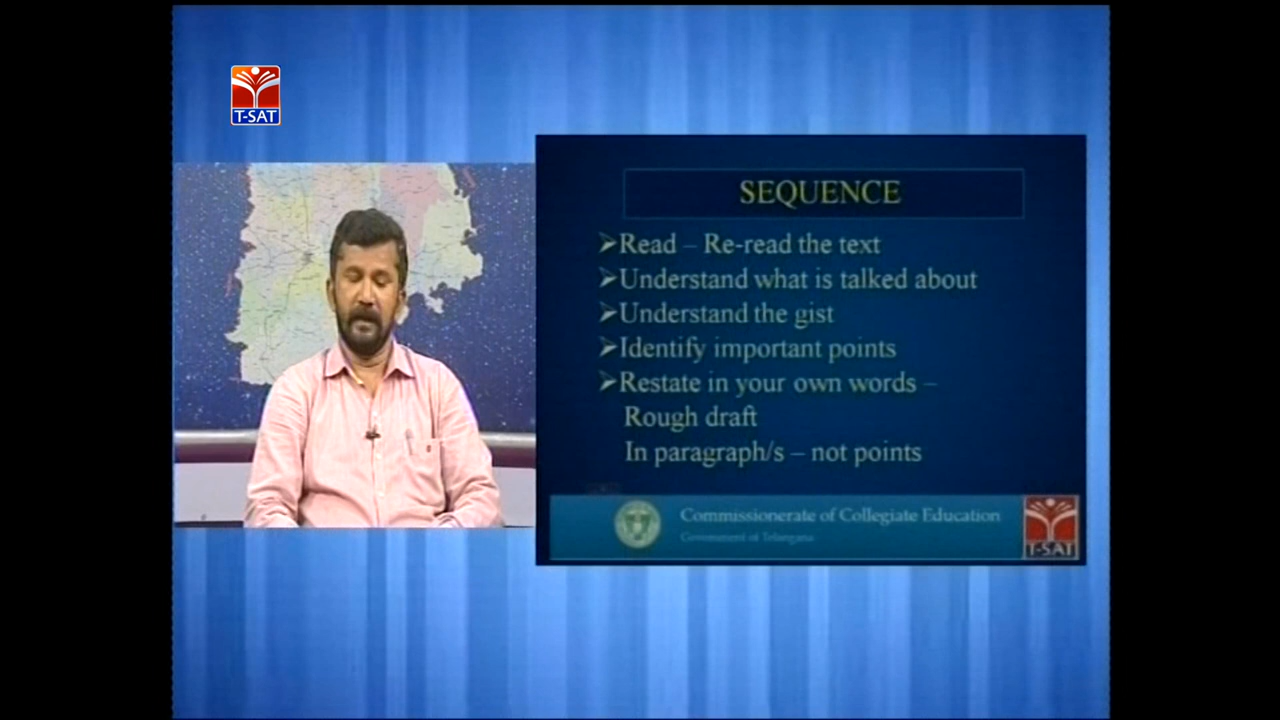 T-SAT
SEQUENCE
➢Read – Re-read the text
➢Understand what is talked about
➢Understand the gist
➢Identify important points
➢Restate in your own words –
Rough draft
In paragraph/s – not points
Commissionerate of Collegiate Education
Government of Telangana
T-SAT